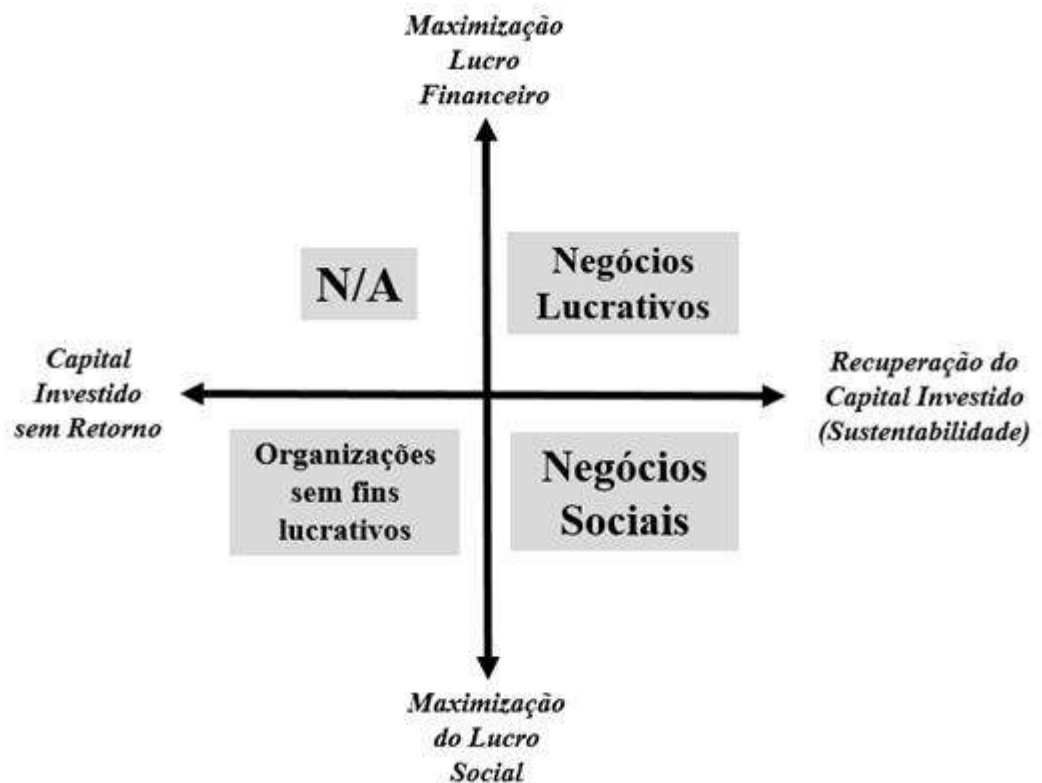 Maximização
Lucro
Financeiro
N/A
Negócios
Lucrativos
Capital
Investido
sem Retorno
Recuperação do
Capital Investido
(Sustentabilidade)
Organizações
sem fins
lucrativos
Negócios
Sociais
Maximização
do Lucro
Social